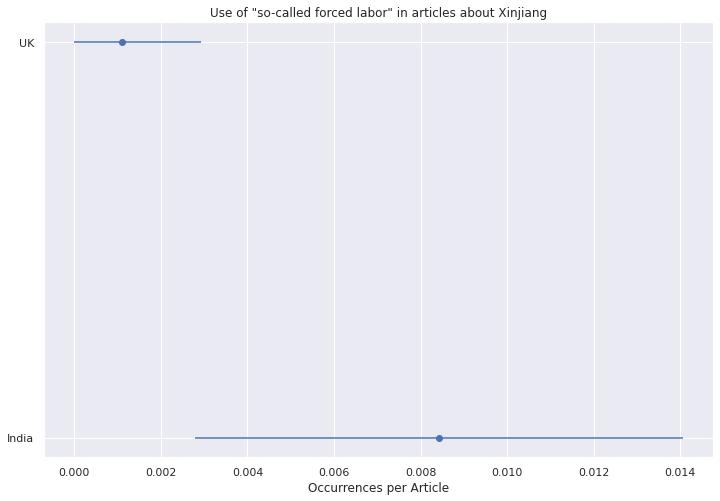 Use of "so-called forced labor" in articles about Xinjiang
UK
India
0.000 0.002 0.004 0.006 0.008 0.010 0.012 0.014
Occurrences per Article